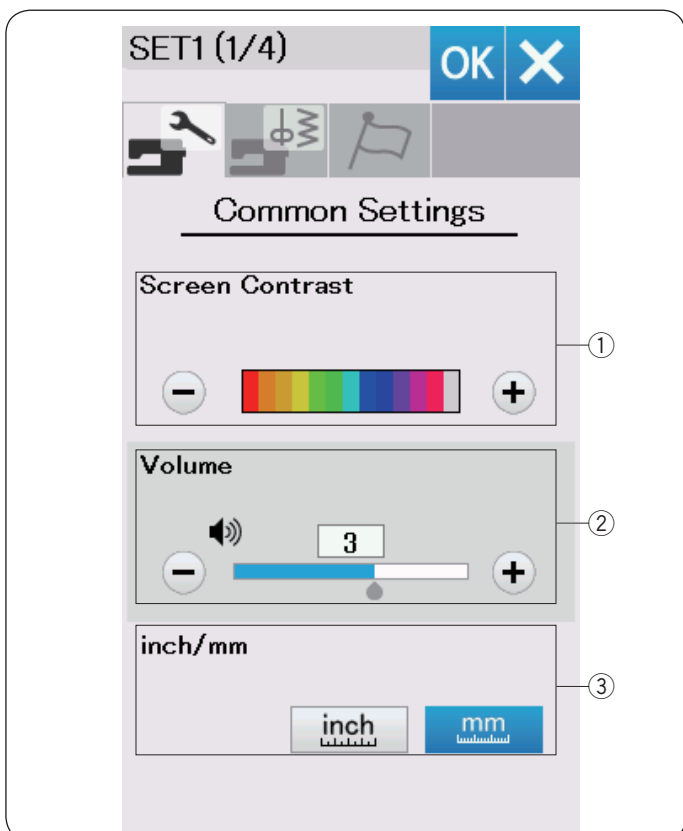 SET1 (1/4)
OK
Common Settings
Screen Contrast
①
Volume
3
②
inch/mm
③
inch
mm